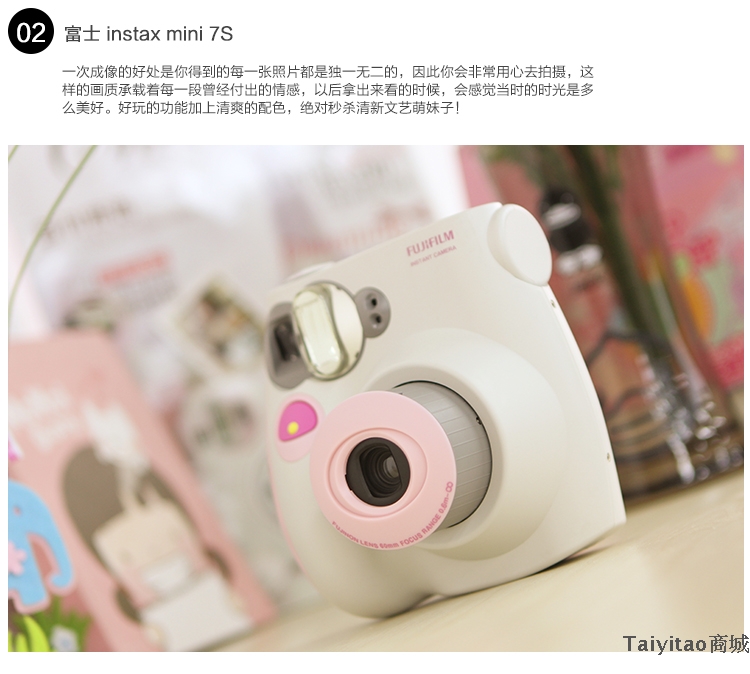 02 富士 instax mini 7S
一次成像的好处是你得到的每一张照片都是独一无二的，因此你会非常用心去拍摄，这
样的画质承载着每一段曾经付出的情感，以后拿出来看的时候，会感觉当时的时光是多
么美好。好玩的功能加上清爽的配色，绝对秒杀清新文艺萌妹子！
FUJIFILM
INSTANT CAMERA
FUJINON LENS 60mm FOCUS RANGE 0.6m-∞
Taiyitao商城